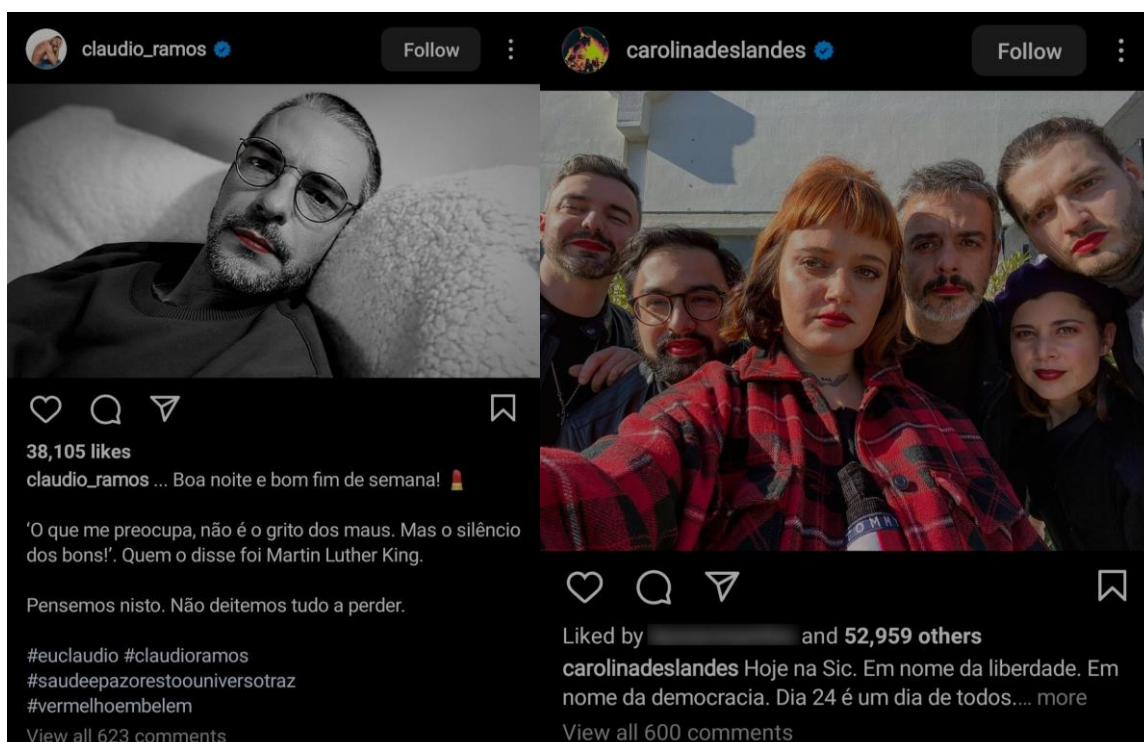 claudio_ramos
Follow
38,105 likes
claudio_ramos ... Boa noite e bom fim de semana!
‘O que me preocupa, não é o grito dos maus. Mas o silêncio
dos bons!’. Quem o disse foi Martin Luther King.
Pensemos nisto. Não deitemos tudo a perder.
#euclaudio #claudioramos
#saudeepazorestoouniversotraz
#vermelhoembelem
View all 623 comments
carolinadeslandes
Follow
OMM
Liked by and 52,959 others
carolinadeslandes Hoje na Sic. Em nome da liberdade. Em
nome da democracia. Dia 24 é um dia de todos.... more
View all 600 comments